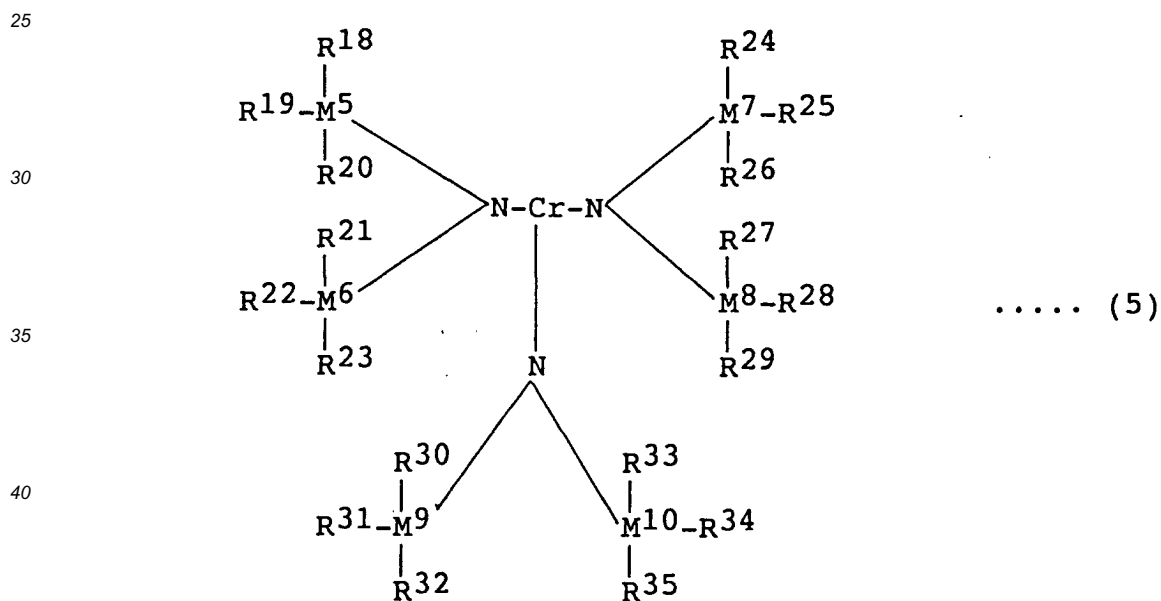 25
R18 R24
R19-M5 M7-R25
R20 R26
30
N-Cr-N
R21 R27
R22-M6 M8-R28 ..... (5)
35
R23 R29
N
R30 R33
40
R31-M9 M10-R34
R32 R35